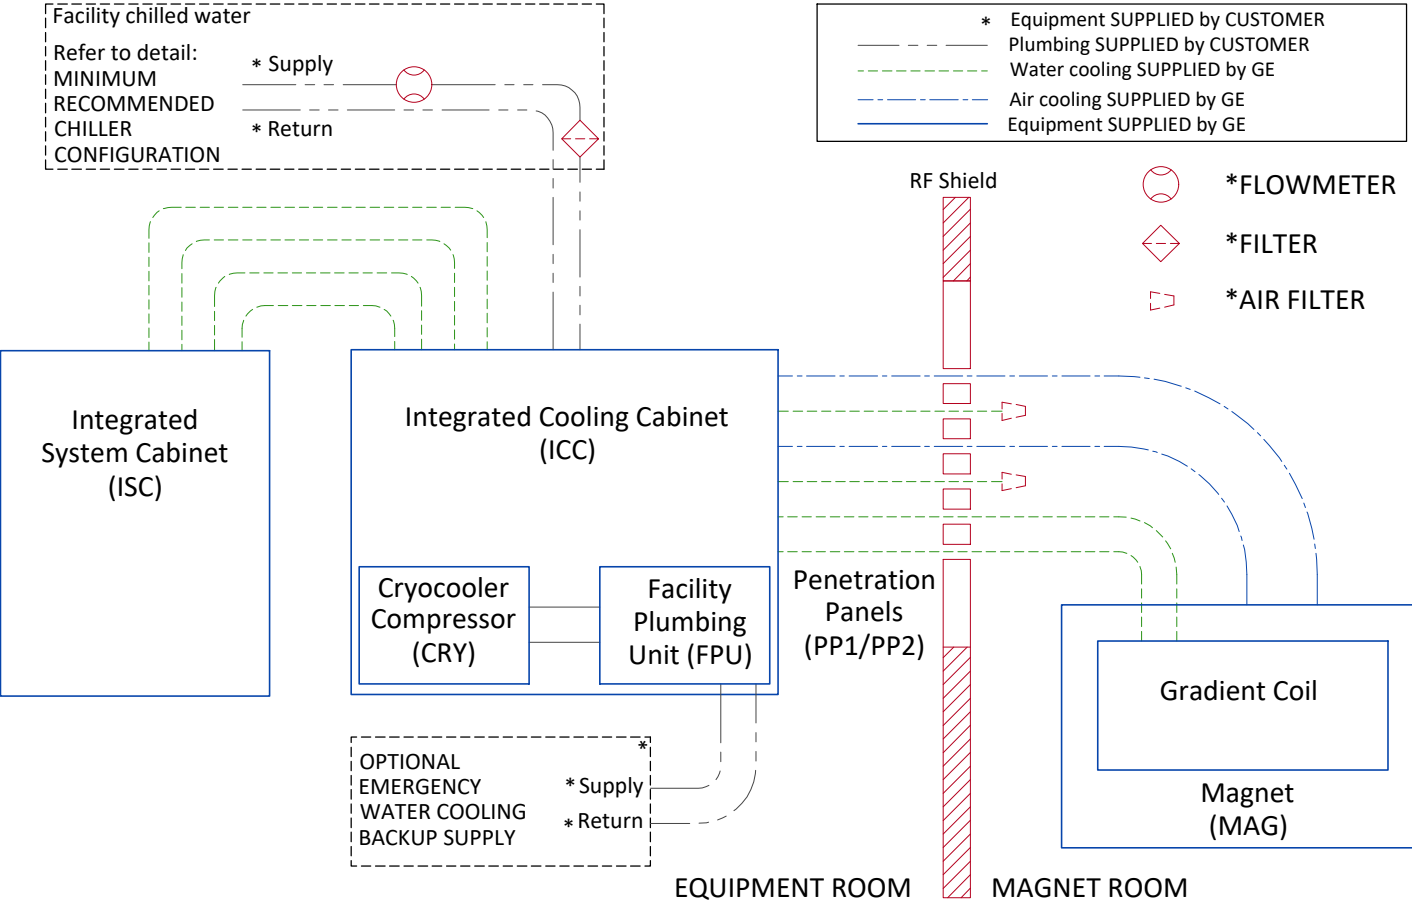 Facility chilled water
Refer to detail:
MINIMUM
RECOMMENDED
CHILLER
CONFIGURATION
* Supply
* Return
* Equipment SUPPLIED by CUSTOMER
Plumbing SUPPLIED by CUSTOMER
Water cooling SUPPLIED by GE
Air cooling SUPPLIED by GE
Equipment SUPPLIED by GE
RF Shield
*FLOWMETER
*FILTER
*AIR FILTER
Integrated
System Cabinet
(ISC)
Integrated Cooling Cabinet
(ICC)
Cryocooler
Compressor
(CRY)
Facility
Plumbing
Unit (FPU)
Penetration
Panels
(PP1/PP2)
Gradient Coil
Magnet
(MAG)
*
OPTIONAL
EMERGENCY
WATER COOLING
BACKUP SUPPLY
* Supply
* Return
EQUIPMENT ROOM
MAGNET ROOM